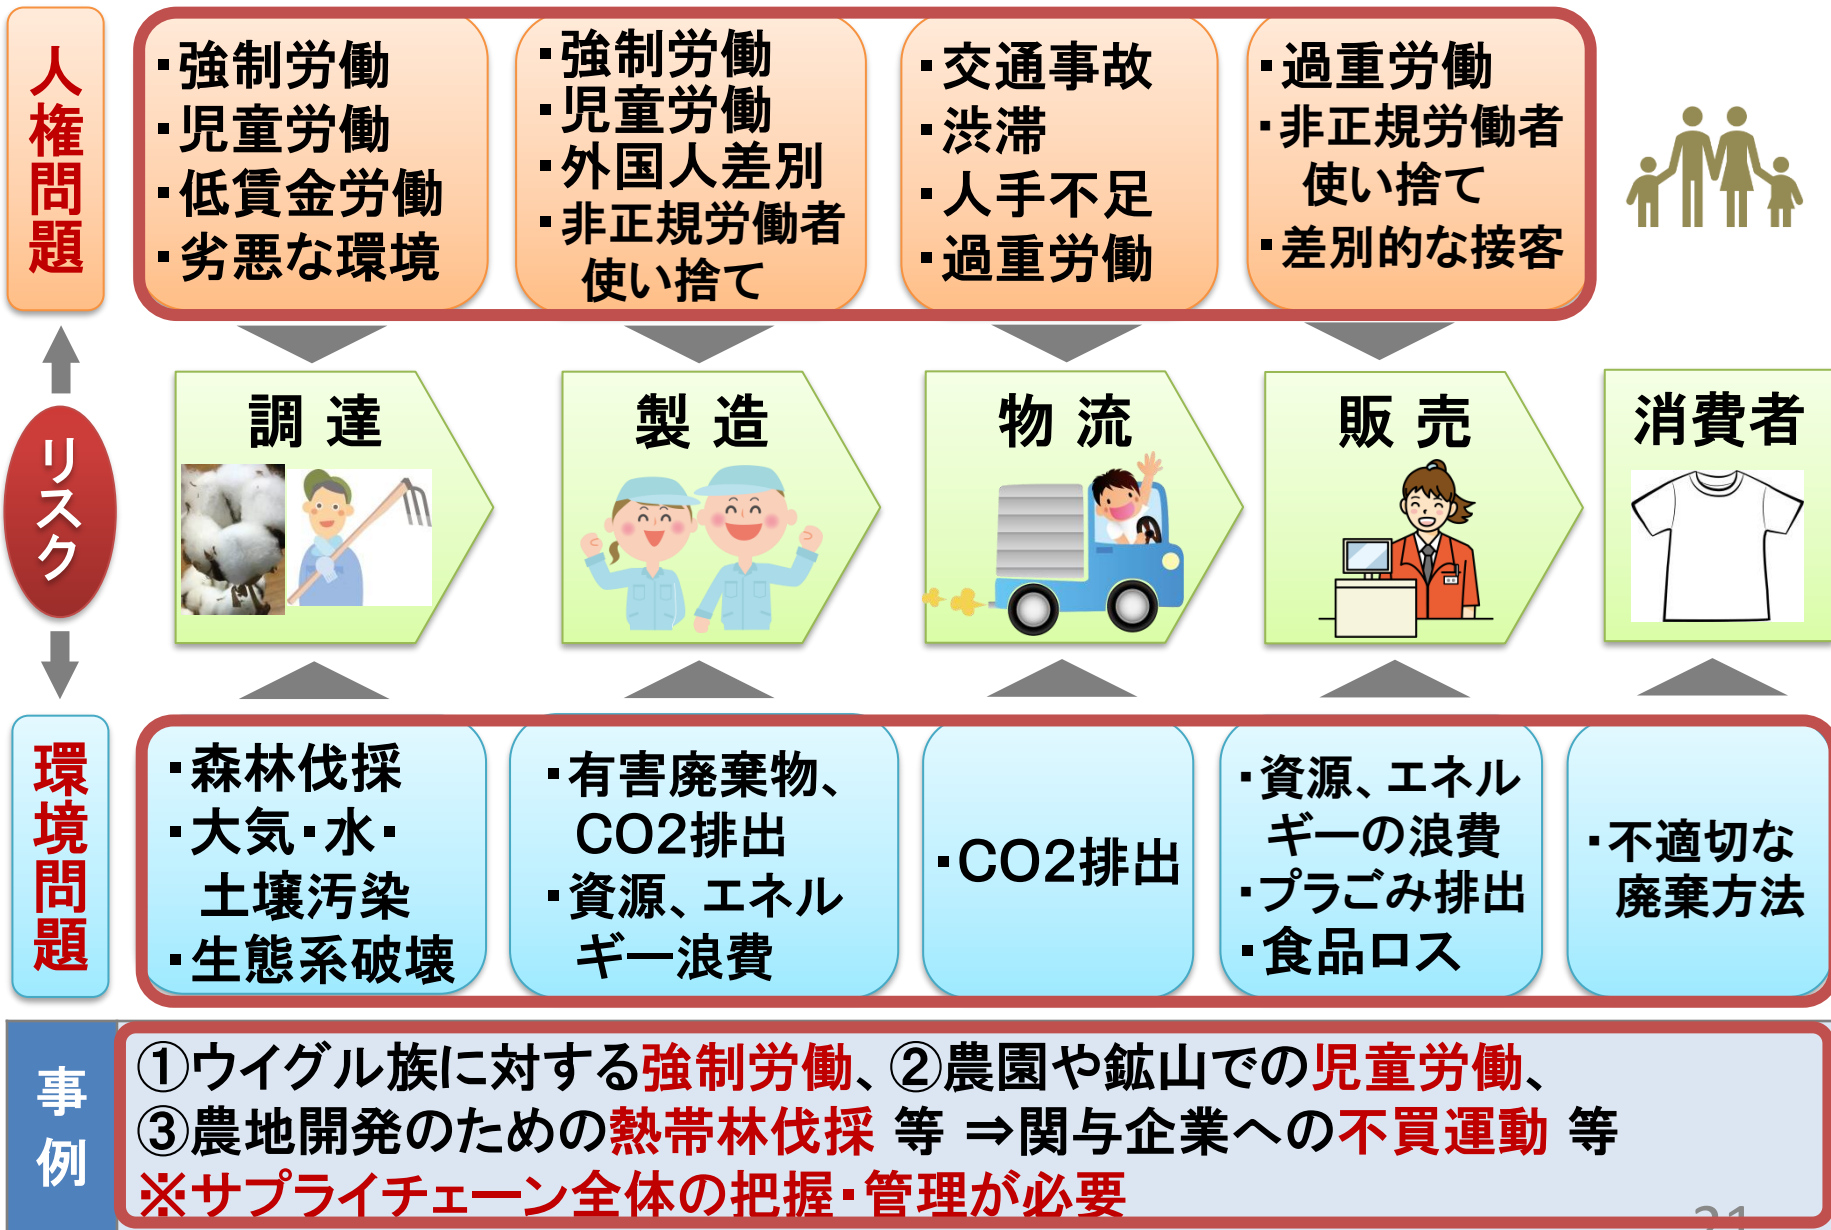 人権問題
・強制労働
・児童労働
・低賃金労働
・劣悪な環境
・強制労働
・児童労働
・外国人差別
・非正規労働者
使い捨て
・交通事故
・渋滞
・人手不足
・過重労働
・過重労働
・非正規労働者
使い捨て
・差別的な接客
リスク
調達
製造
物流
販売
消費者
環境問題
・森林伐採
・大気・水・
土壌汚染
・生態系破壊
・有害廃棄物、
CO2排出
・資源、エネル
ギー浪費
・CO2排出
・資源、エネル
ギーの浪費
・プラごみ排出
・食品ロス
・不適切な
廃棄方法
事例
①ウイグル族に対する強制労働、②農園や鉱山での児童労働、
③農地開発のための熱帯林伐採 等 ⇒関与企業への不買運動 等
※サプライチェーン全体の把握・管理が必要